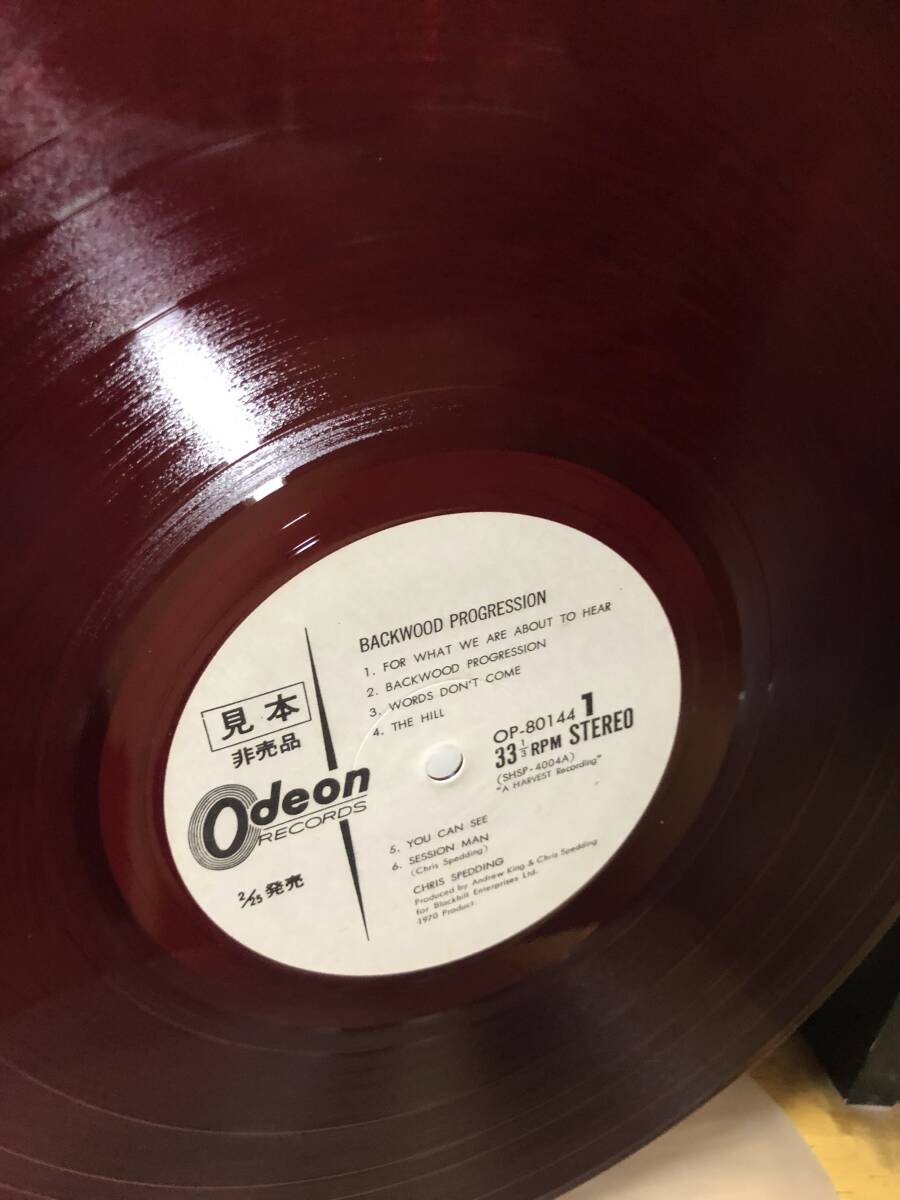 BACKWOOD PROGRESSION
1. FOR WHAT WE ARE ABOUT TO HEAR
2. BACKWOOD PROGRESSION
3. WORDS DON'T COME
4. THE HILL
見本
非売品
OP-80144 1
33 1/3 RPM STEREO
(SHSP-4004A)
"A HARVEST Recording"
Odeon
RECORDS
2/25 発売
5. YOU CAN SEE
6. SESSION MAN
(Chris Spedding)
CHRIS SPEDDING
Produced by Andrew King & Chris Spedding
for Blackhill Enterprises Ltd.
1970 Product.